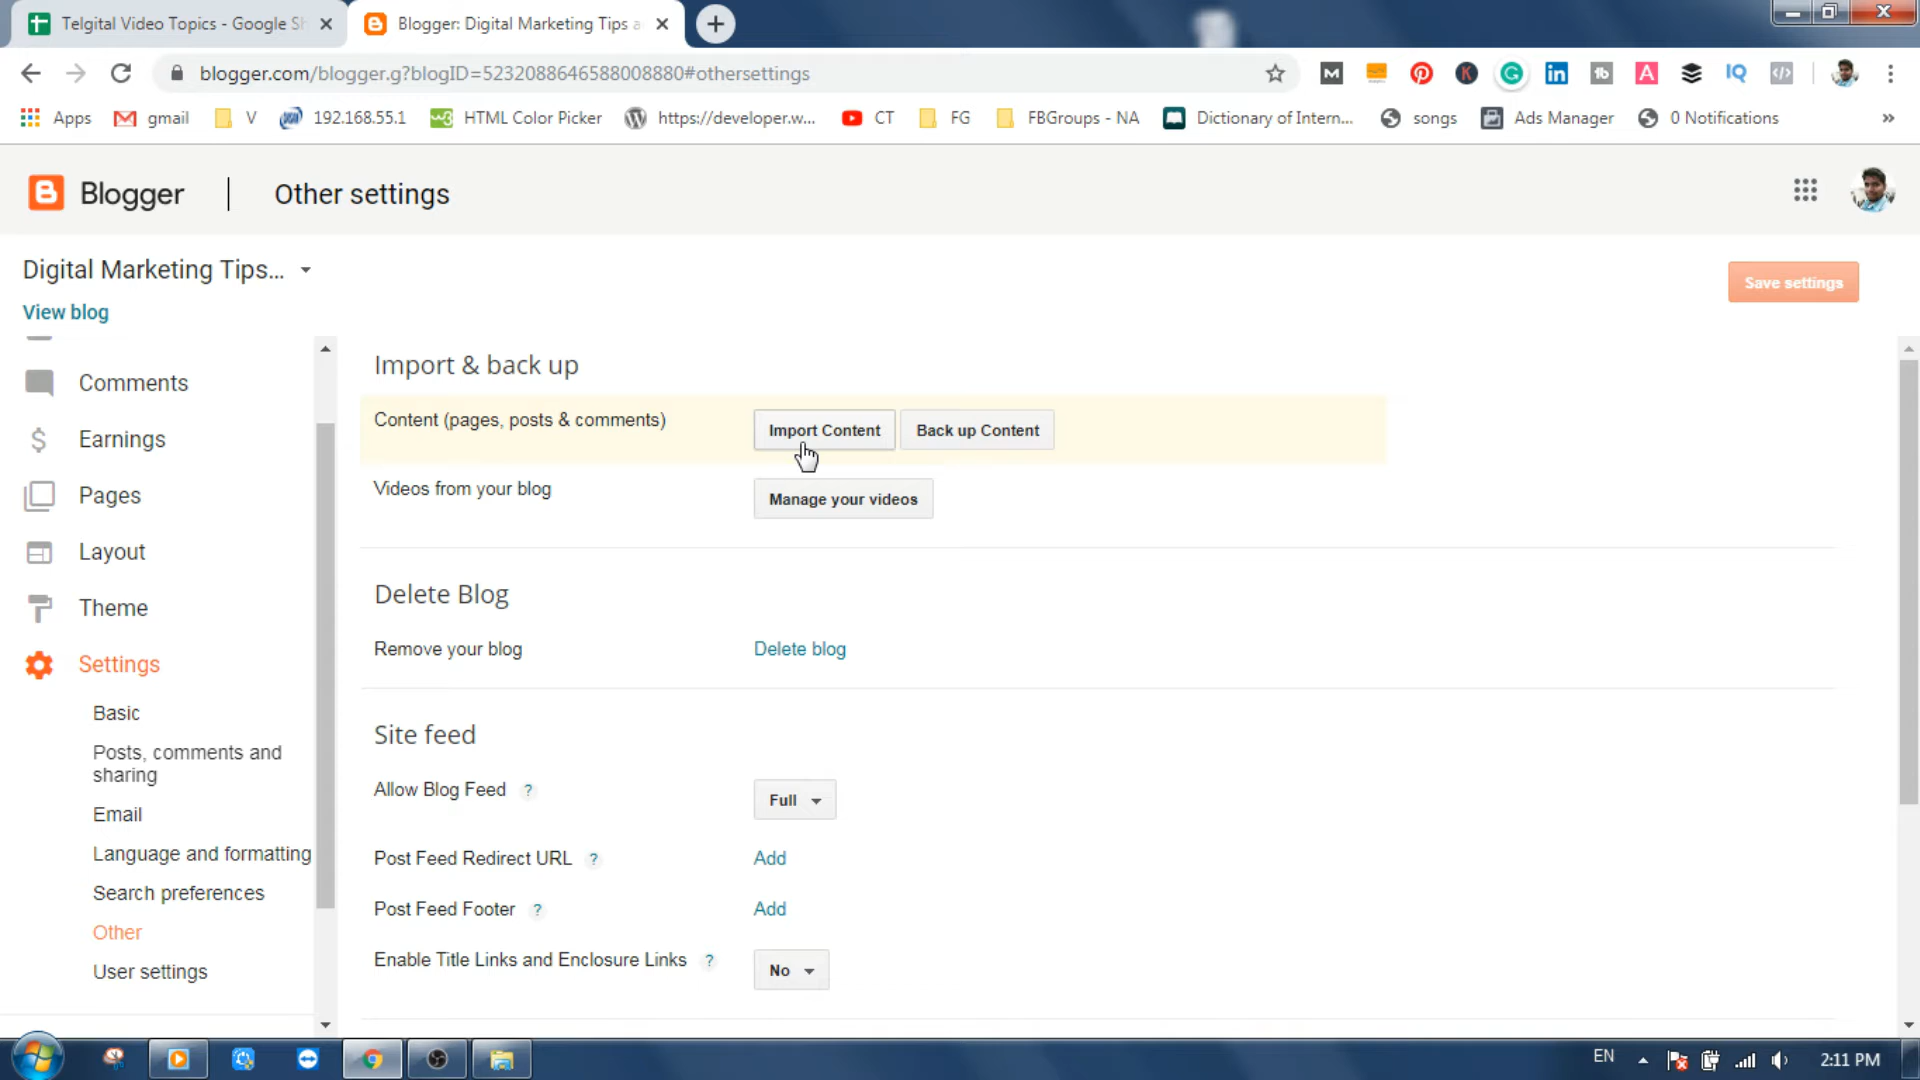 Telgital Video Topics - Google Sh
Blogger: Digital Marketing Tips a
blogger.com/blogger.g?blogID=5232088646588008880#othersettings
Apps
gmail
V
192.168.55.1
HTML Color Picker
https://developer.w...
CT
FG
FBGroups - NA
Dictionary of Intern...
songs
Ads Manager
0 Notifications
»
Blogger
Other settings
Digital Marketing Tips...
Save settings
View blog
Comments
Earnings
Pages
Layout
Theme
Settings
Basic
Posts, comments and
sharing
Email
Language and formatting
Search preferences
Other
User settings
Import & back up
Content (pages, posts & comments)
Import Content
Back up Content
Videos from your blog
Manage your videos
Delete Blog
Remove your blog
Delete blog
Site feed
Allow Blog Feed ?
Full
Post Feed Redirect URL ?
Add
Post Feed Footer ?
Add
Enable Title Links and Enclosure Links ?
No
EN
2:11 PM